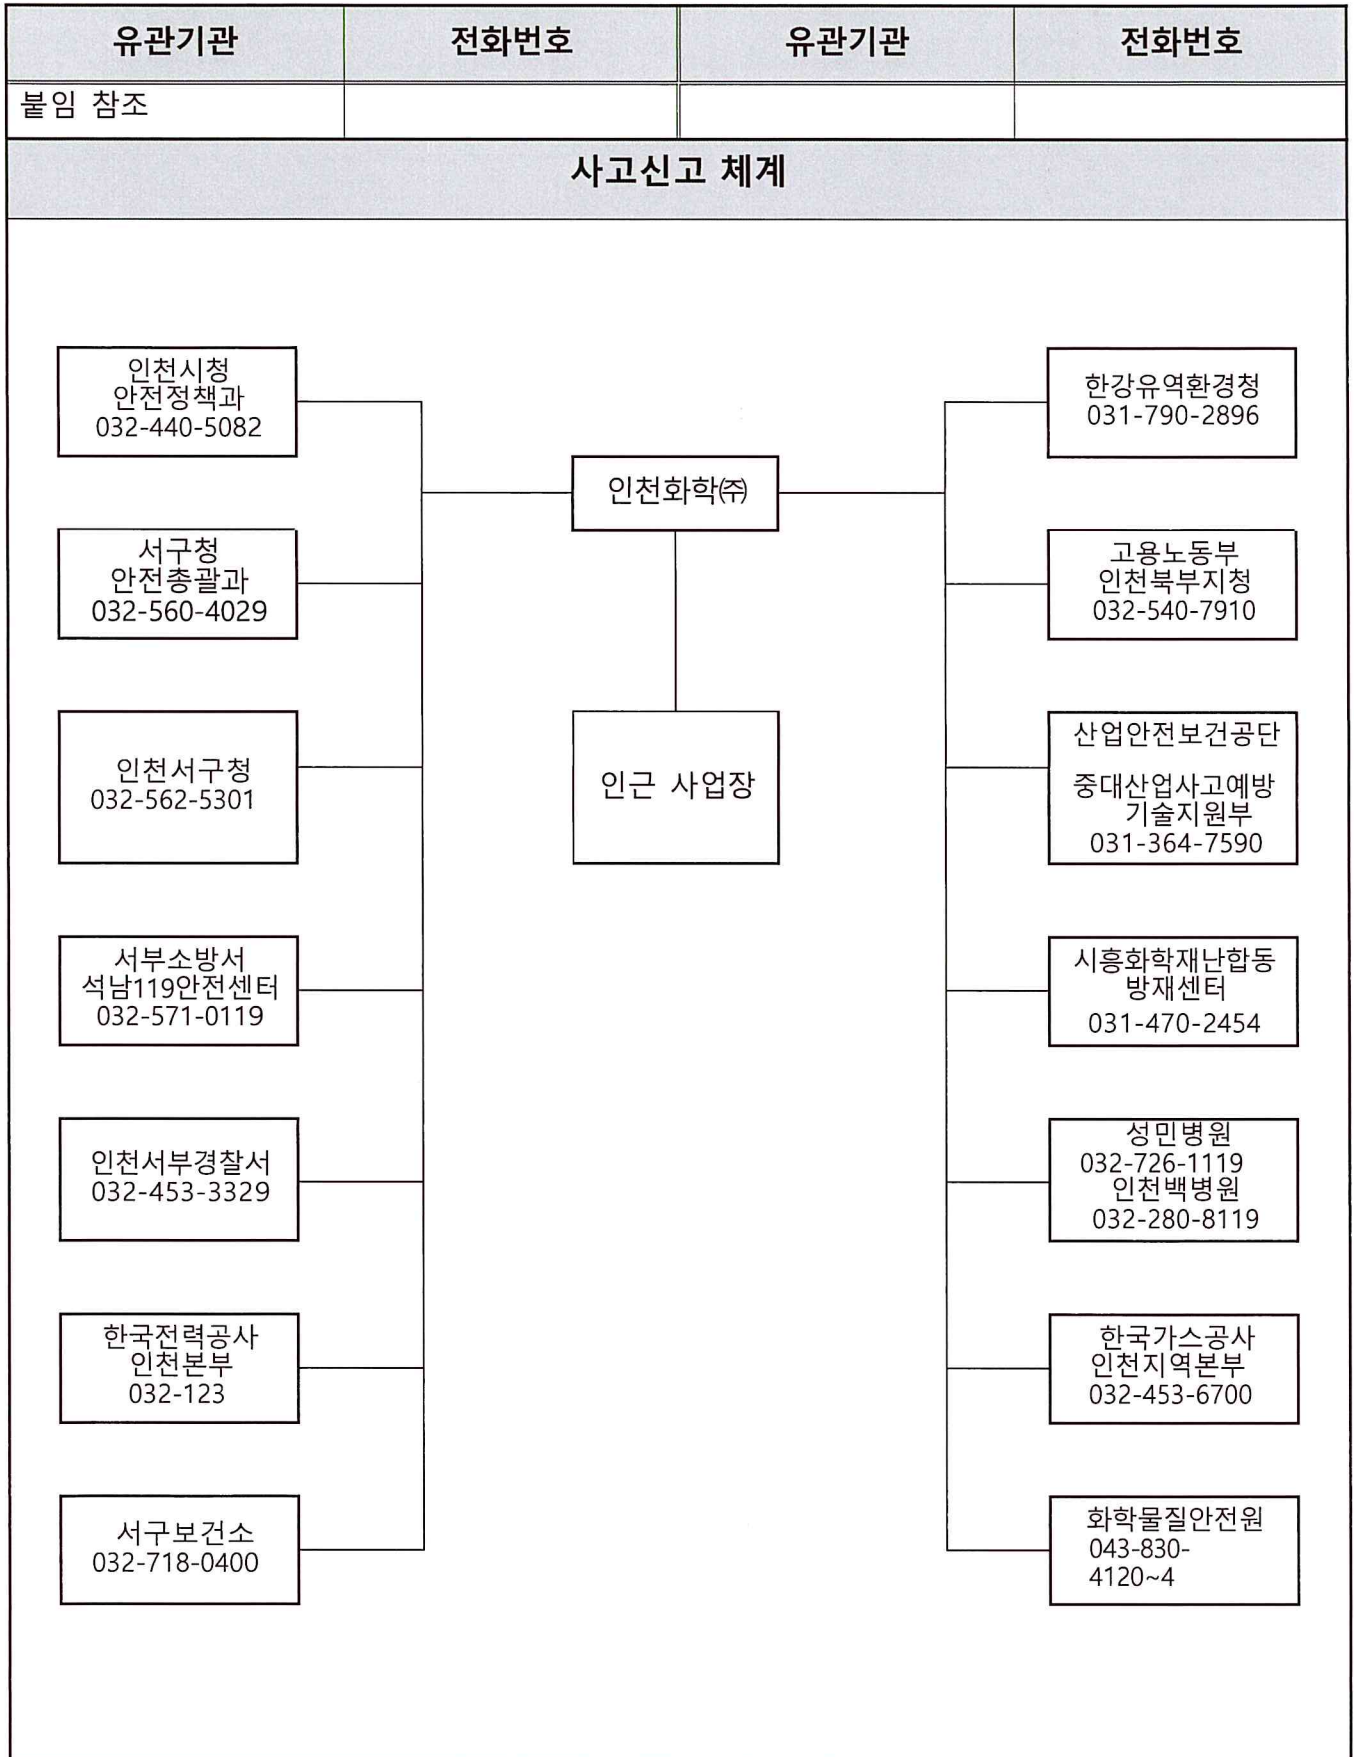 유관기관 전화번호 유관기관 전화번호
붙임 참조
사고신고 체계
인천시청
안전정책과
032-440-5082
서구청
안전총괄과
032-560-4029
인천서구청
032-562-5301
서부소방서
석남119안전센터
032-571-0119
인천서부경찰서
032-453-3329
한국전력공사
인천본부
032-123
서구보건소
032-718-0400
인천화학㈜
인근 사업장
한강유역환경청
031-790-2896
고용노동부
인천북부지청
032-540-7910
산업안전보건공단
중대산업사고예방
기술지원부
031-364-7590
시흥화학재난합동
방재센터
031-470-2454
성민병원
032-726-1119
인천백병원
032-280-8119
한국가스공사
인천지역본부
032-453-6700
화학물질안전원
043-830-
4120~4